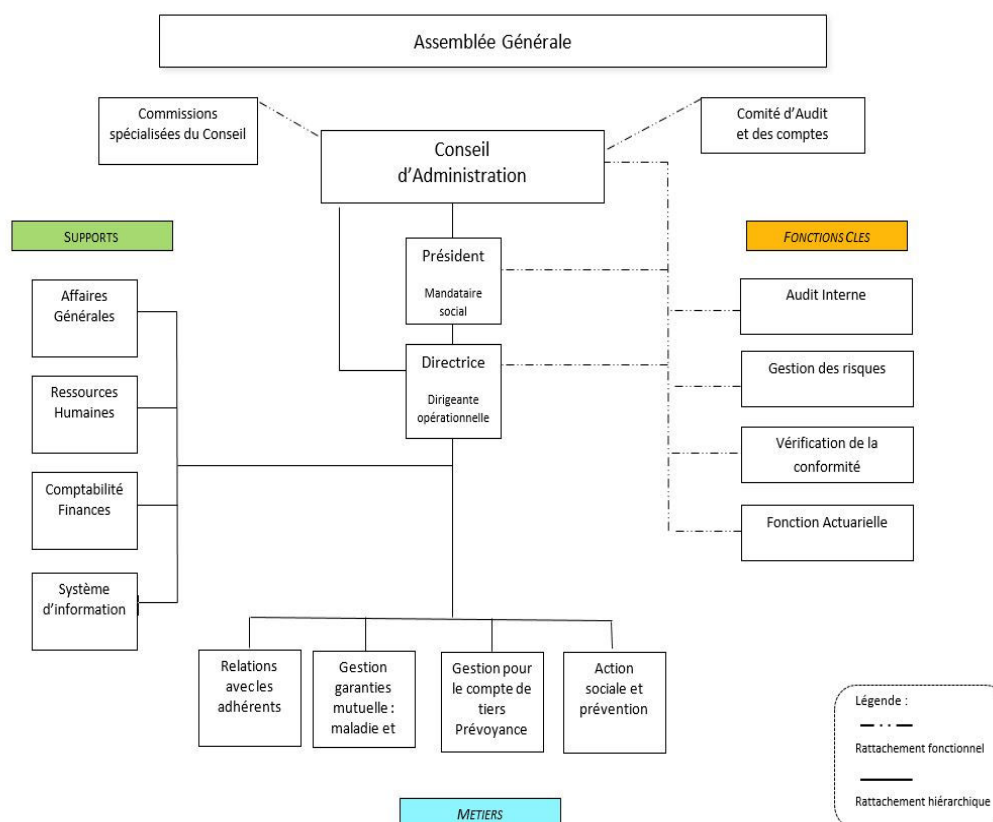 Assemblée Générale
Commissions
spécialisées du Conseil
Comité d'Audit
et des comptes
Conseil
d'Administration
SUPPORTS
FONCTIONS CLES
Président
Mandataire
social
Directrice
Dirigeante
opérationnelle
Affaires
Générales
Ressources
Humaines
Comptabilité
Finances
Système
d'information
Audit Interne
Gestion des risques
Vérification de la
conformité
Fonction Actuarielle
Relations
avec les
adhérents
Gestion
garanties
mutuelle :
maladie et
Gestion pour
le compte de
tiers
Prévoyance
Action
sociale et
prévention
METIERS
Légende :
Rattachement fonctionnel
Rattachement hiérarchique